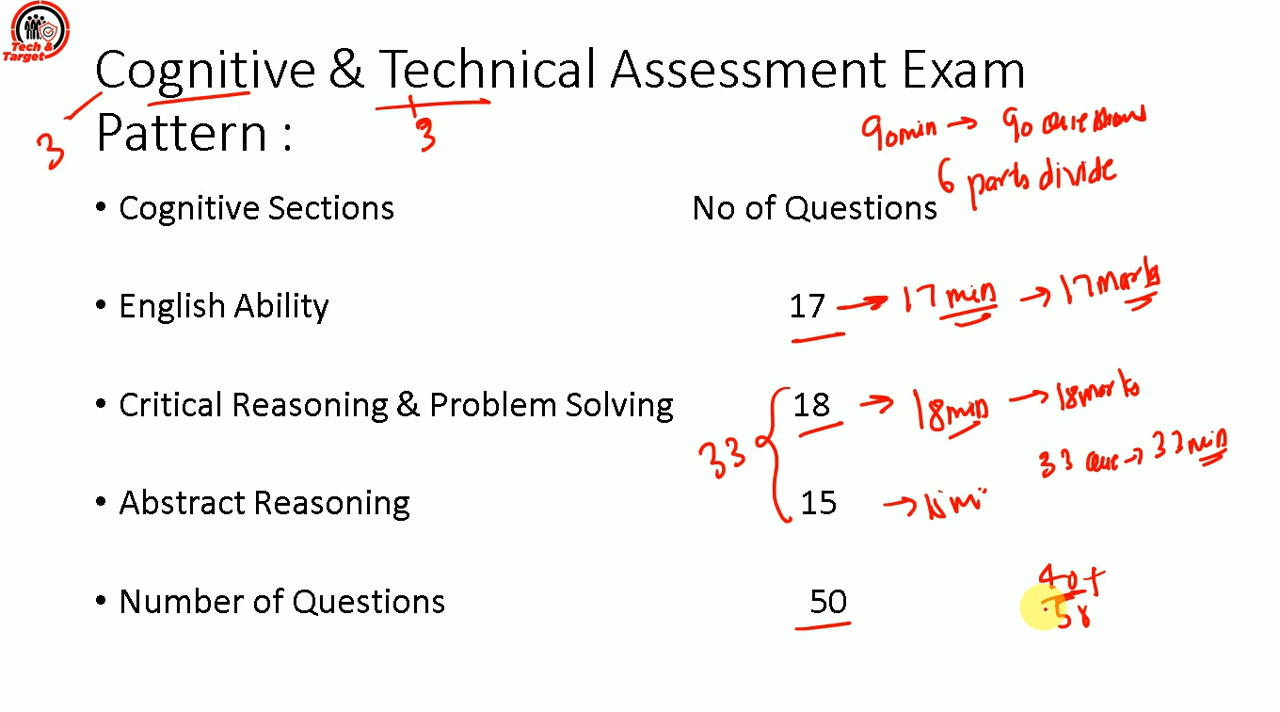 Tech &
Target
Cognitive & Technical Assessment Exam
Pattern :
3
3
90min → 90 Questions
6 parts divide
• Cognitive Sections No of Questions
• English Ability 17 → 17 min → 17 Marks
• Critical Reasoning & Problem Solving 18 → 18 min → 18 marks
33
33 Que → 33 min
• Abstract Reasoning 15 →
• Number of Questions 50
40+